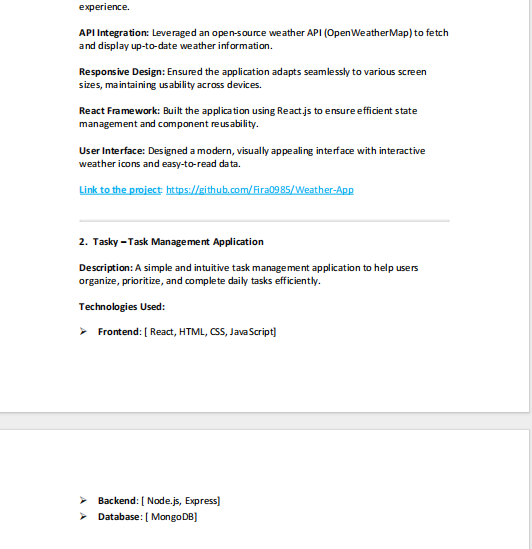 experience.
API Integration: Leveraged an open-source weather API (OpenWeatherMap) to fetch
and display up-to-date weather information.
Responsive Design: Ensured the application adapts seamlessly to various screen
sizes, maintaining usability across devices.
React Framework: Built the application using React.js to ensure efficient state
management and component reusability.
User Interface: Designed a modern, visually appealing interface with interactive
weather icons and easy-to-read data.
Link to the project: https://github.com/Fira0985/Weather-App
2. Tasky – Task Management Application
Description: A simple and intuitive task management application to help users
organize, prioritize, and complete daily tasks efficiently.
Technologies Used:
➢ Frontend: [ React, HTML, CSS, JavaScript]
➢ Backend: [ Node.js, Express]
➢ Database: [ MongoDB]